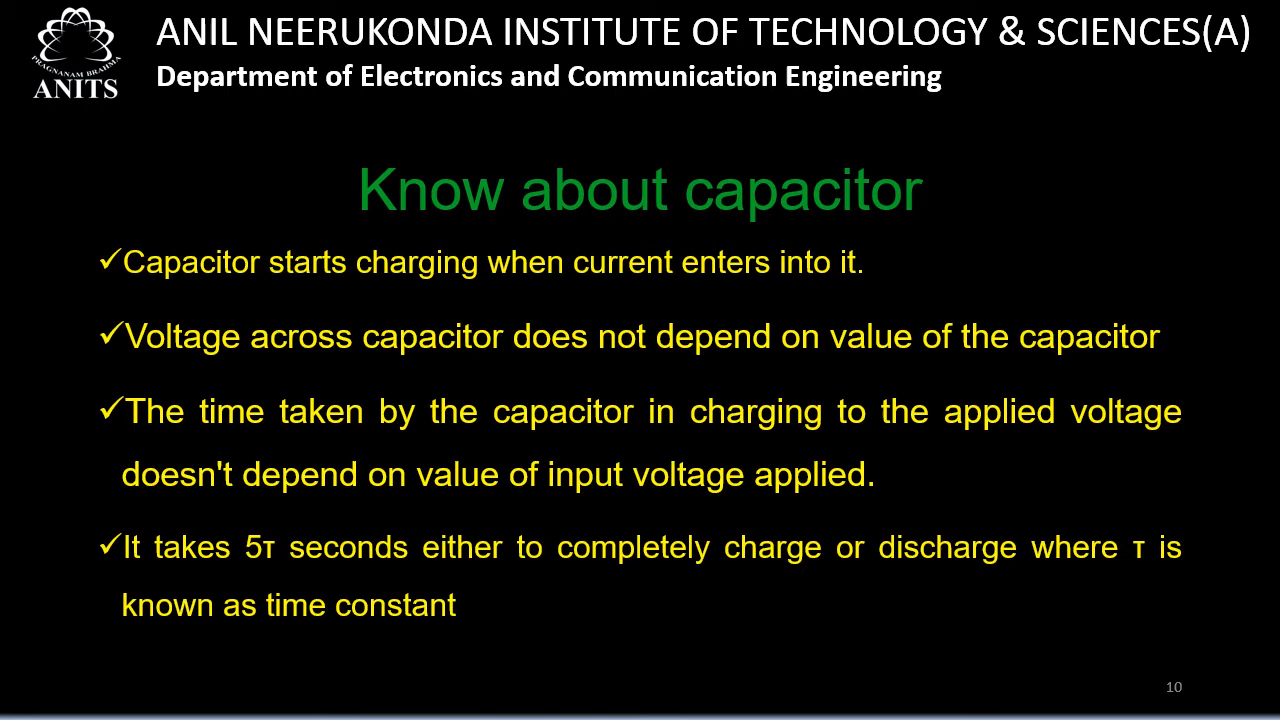 ANIL NEERUKONDA INSTITUTE OF TECHNOLOGY & SCIENCES(A)
Department of Electronics and Communication Engineering
PRAGNANAM BRAHMA
ANITS
Know about capacitor
✓Capacitor starts charging when current enters into it.
✓Voltage across capacitor does not depend on value of the capacitor
✓The time taken by the capacitor in charging to the applied voltage
doesn't depend on value of input voltage applied.
✓It takes 5τ seconds either to completely charge or discharge where τ is
known as time constant
10